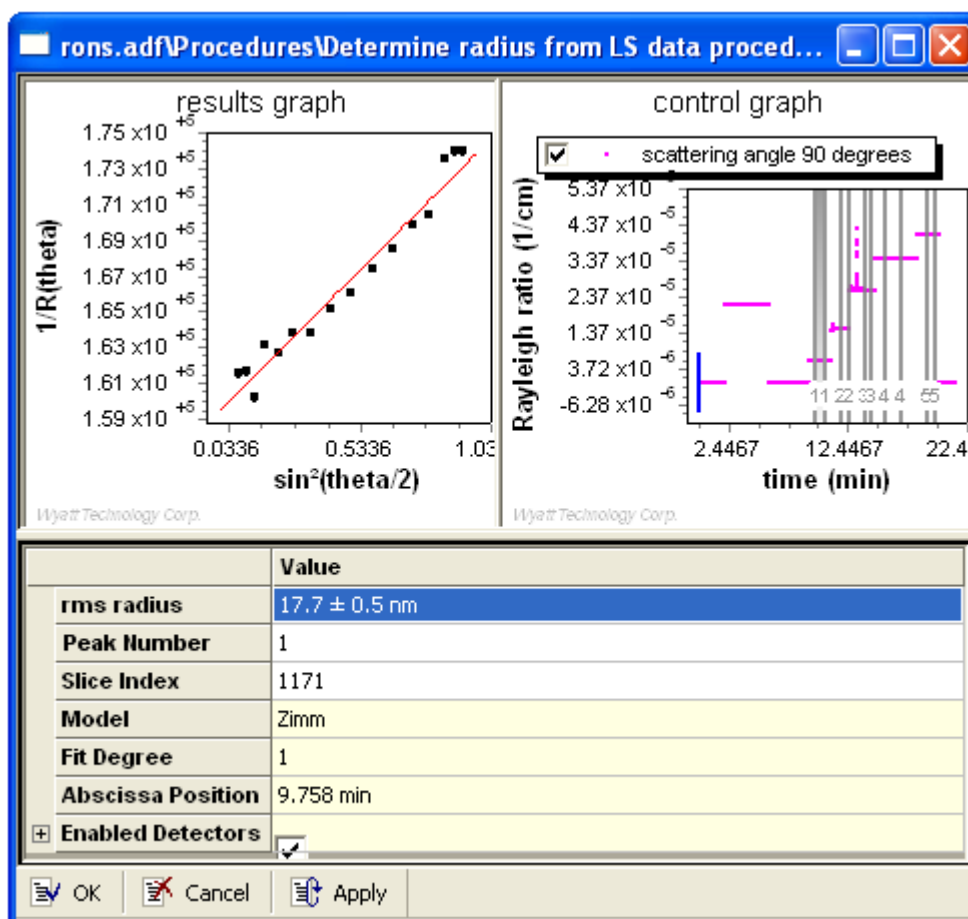 rons.adf\Procedures\Determine radius from LS data proced...
results graph
1.75 x10 +5
1.73 x10 +5
1.71 x10 +5
1.69 x10 +5
1.67 x10 +5
1.65 x10 +5
1.63 x10 +5
1.61 x10 +5
1.59 x10 +5
1/R(theta)
0.0336 0.5336 1.03
sin²(theta/2)
Wyatt Technology Corp.
control graph
scattering angle 90 degrees
5.37 x10
4.37 x10 -5
3.37 x10 -5
2.37 x10 -5
1.37 x10 -5
3.72 x10 -6
-6.28 x10 -6
Rayleigh ratio (1/cm)
11 22 33 4 4 55
2.4467 12.4467 22.4
time (min)
Wyatt Technology Corp.
Value
rms radius 17.7 ± 0.5 nm
Peak Number 1
Slice Index 1171
Model Zimm
Fit Degree 1
Abscissa Position 9.758 min
Enabled Detectors
OK Cancel Apply